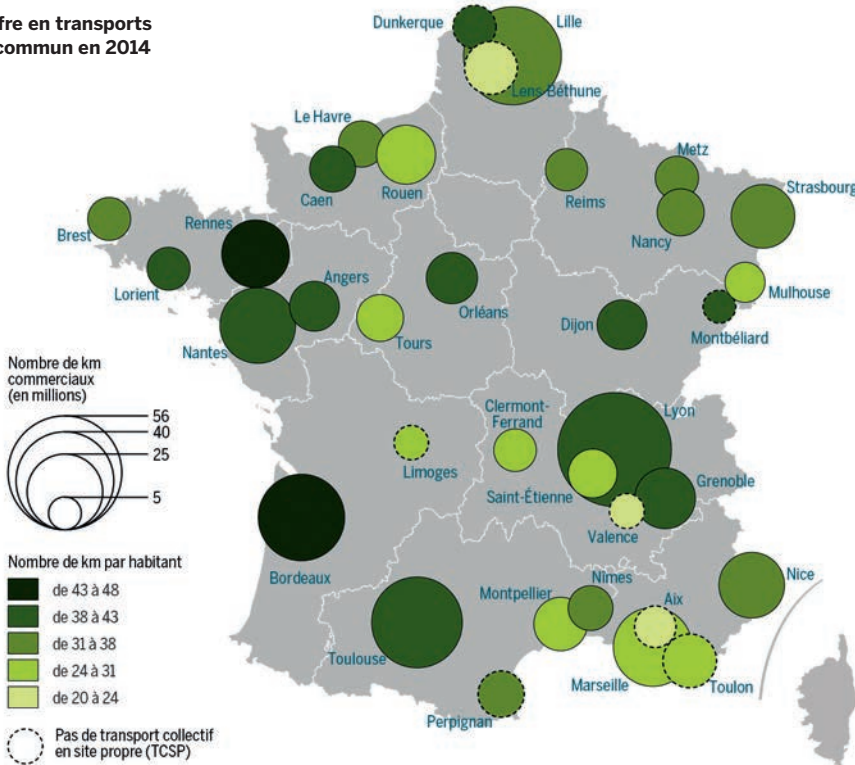 fre en transports
commun en 2014
Dunkerque
Lille
Lens-Béthune
Le Havre
Metz
Strasbourg
Caen
Rouen
Reims
Nancy
Brest
Rennes
Lorient
Angers
Orléans
Mulhouse
Dijon
Montbéliard
Nantes
Tours
Nombre de km
commerciaux
(en millions)
56
40
25
5
Clermont-
Ferrand
Lyon
Limoges
Saint-Étienne
Grenoble
Valence
Bordeaux
Nombre de km par habitant
de 43 à 48
de 38 à 43
de 31 à 38
de 24 à 31
de 20 à 24
Montpellier
Nîmes
Aix
Nice
Toulouse
Marseille
Toulon
Perpignan
Pas de transport collectif
en site propre (TCSP)